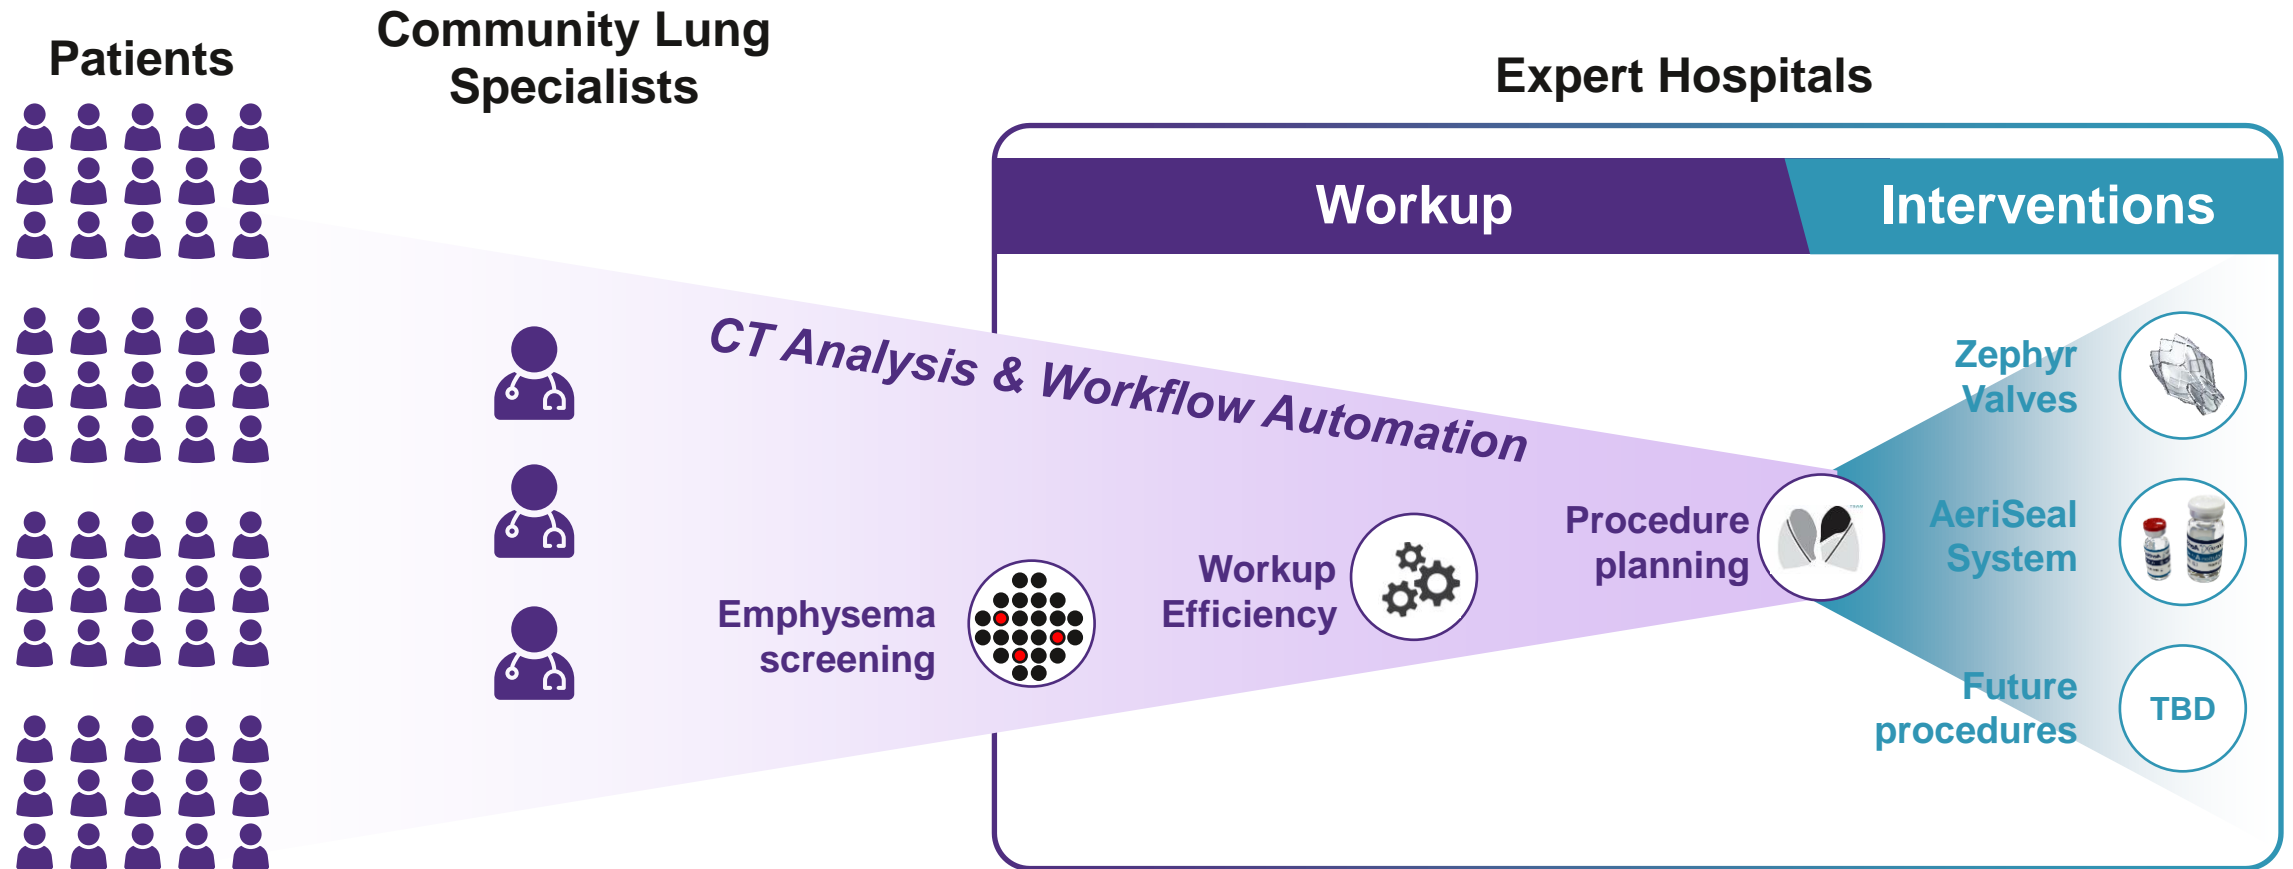 Patients
Community Lung
Specialists
Expert Hospitals
Workup
Interventions
CT Analysis & Workflow Automation
Emphysema
screening
Workup
Efficiency
Procedure
planning
Zephyr
Valves
AeriSeal
System
Future
procedures
TBD